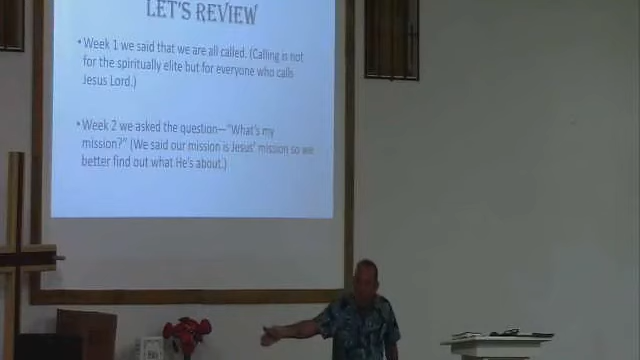 LET'S REVIEW
• Week 1 we said that we are all called. (Calling is not
for the spiritually elite but for everyone who calls
Jesus Lord.)
• Week 2 we asked the question—"What's my
mission?" (We said our mission is Jesus' mission so we
better find out what He's about.)